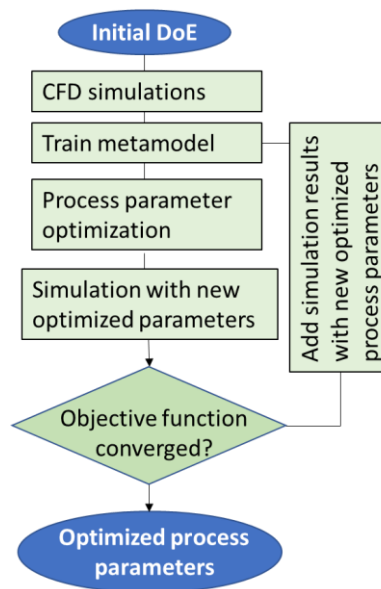 Initial DoE
CFD simulations
Train metamodel
Process parameter
optimization
Simulation with new
optimized parameters
Objective function
converged?
Optimized process
parameters
Add simulation results
with new optimized
process parameters